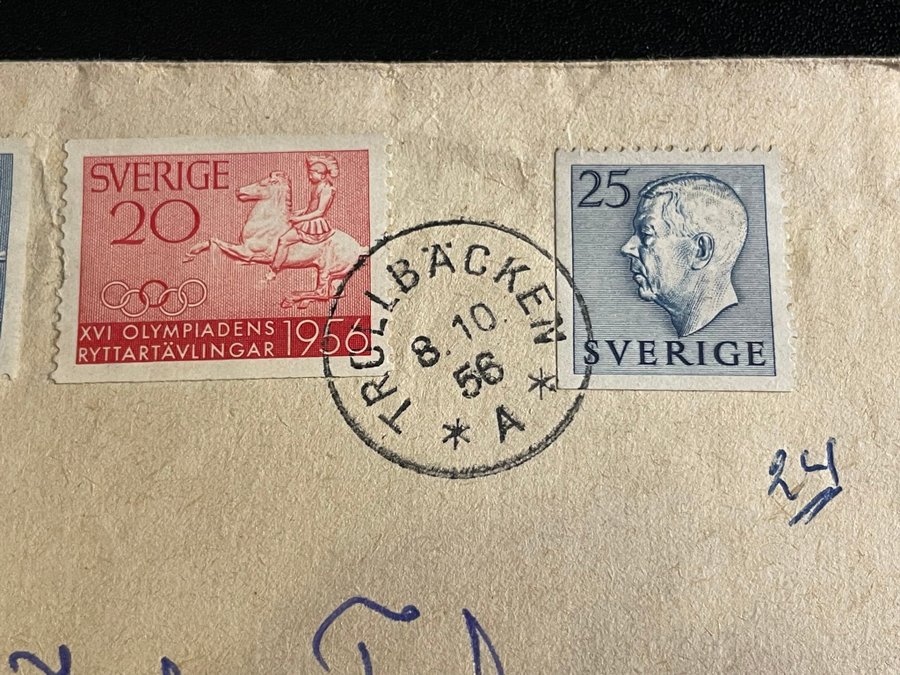 SVERIGE
20
XVI OLYMPIADENS 1956
RYTTARTÄVLINGAR
TROLLBÄCKEN
8.10.
56
* A *
25
SVERIGE
24